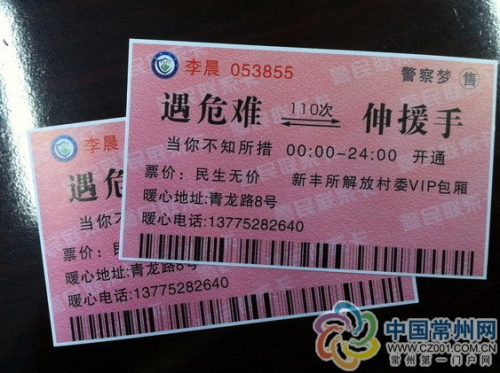 李晨 053855 警察梦 售
遇危难 110次 伸援手
当你不知所措 00:00-24:00 开通
票价：民生无价 新丰所解放村委VIP包厢
暖心地址:青龙路8号
暖心电话:13775282640
李晨
遇危
当你不
票价：民
暖心地址:青龙路8号
暖心电话:13775282640
中国常州网
WWW.CZ001.COM.CN
常州第一门户网